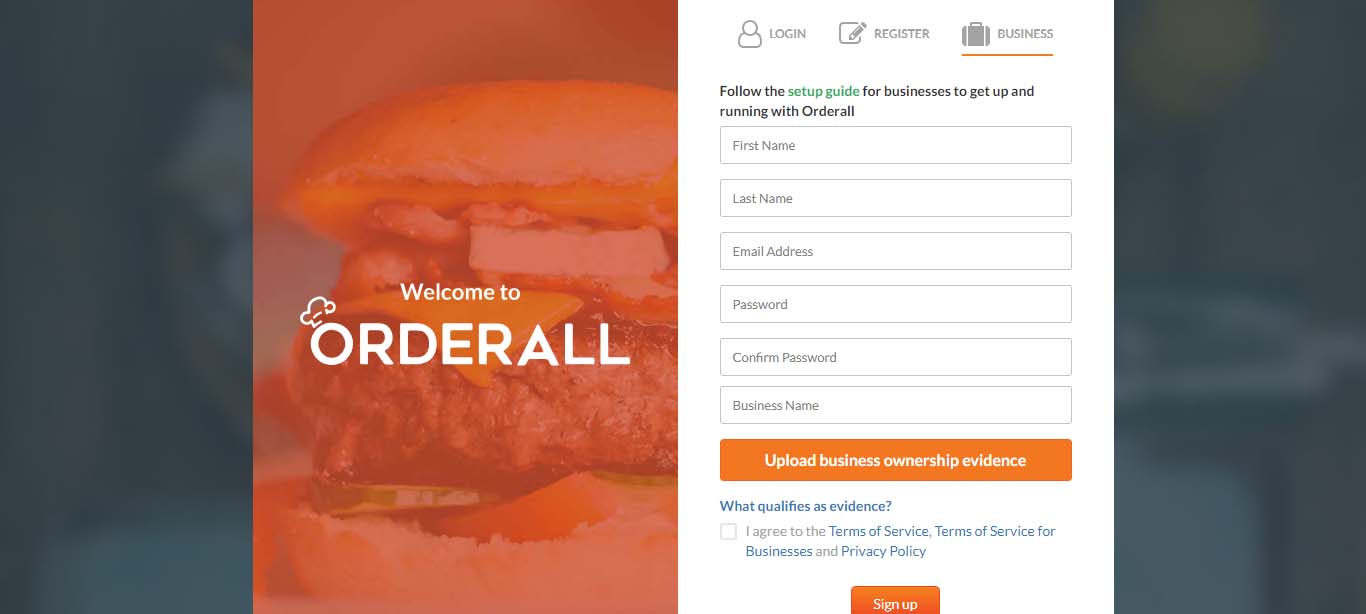 LOGIN
REGISTER
BUSINESS
Follow the setup guide for businesses to get up and
running with Orderall
First Name
Last Name
Email Address
Password
Confirm Password
Business Name
Upload business ownership evidence
What qualifies as evidence?
I agree to the Terms of Service, Terms of Service for
Businesses and Privacy Policy
Sign up
Welcome to
ORDERALL